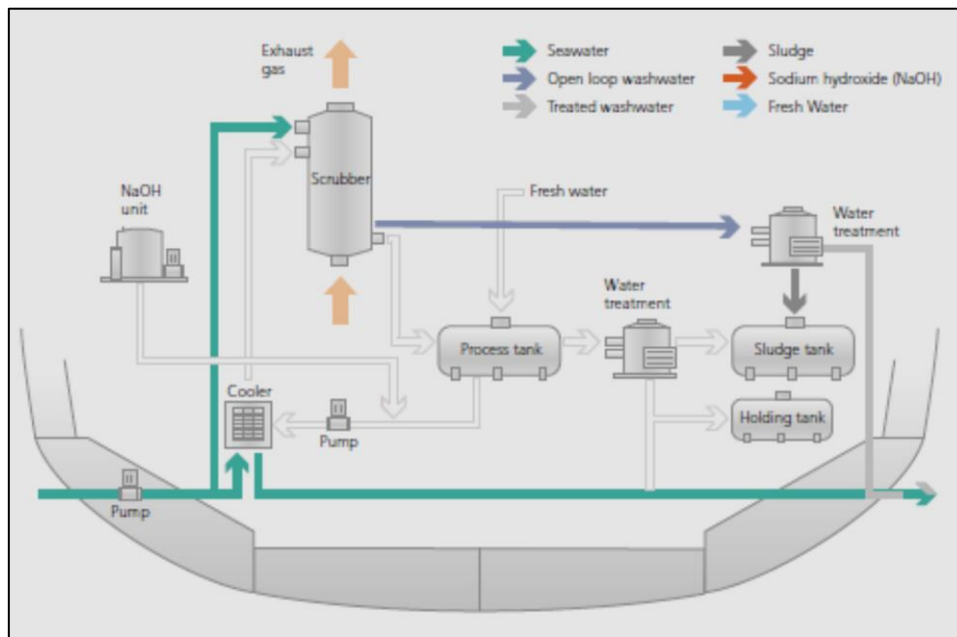 Exhaust
gas
Seawater
Open loop washwater
Treated washwater
Sludge
Sodium hydroxide (NaOH)
Fresh Water
Scrubber
NaOH
unit
Fresh water
Water
treatment
Water
treatment
Process tank
Sludge tank
Cooler
Holding tank
Pump
Pump